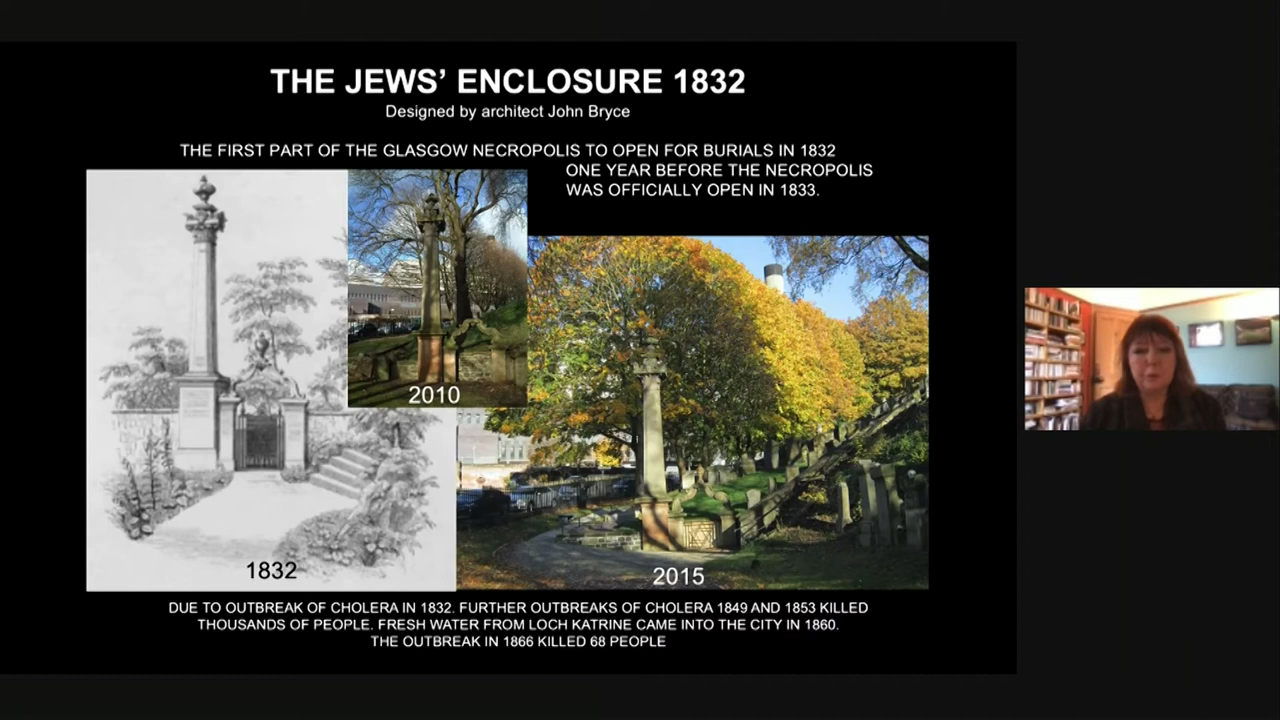 THE JEWS' ENCLOSURE 1832
Designed by architect John Bryce
THE FIRST PART OF THE GLASGOW NECROPOLIS TO OPEN FOR BURIALS IN 1832
ONE YEAR BEFORE THE NECROPOLIS
WAS OFFICIALLY OPEN IN 1833.
2010
1832
2015
DUE TO OUTBREAK OF CHOLERA IN 1832. FURTHER OUTBREAKS OF CHOLERA 1849 AND 1853 KILLED
THOUSANDS OF PEOPLE. FRESH WATER FROM LOCH KATRINE CAME INTO THE CITY IN 1860.
THE OUTBREAK IN 1866 KILLED 68 PEOPLE